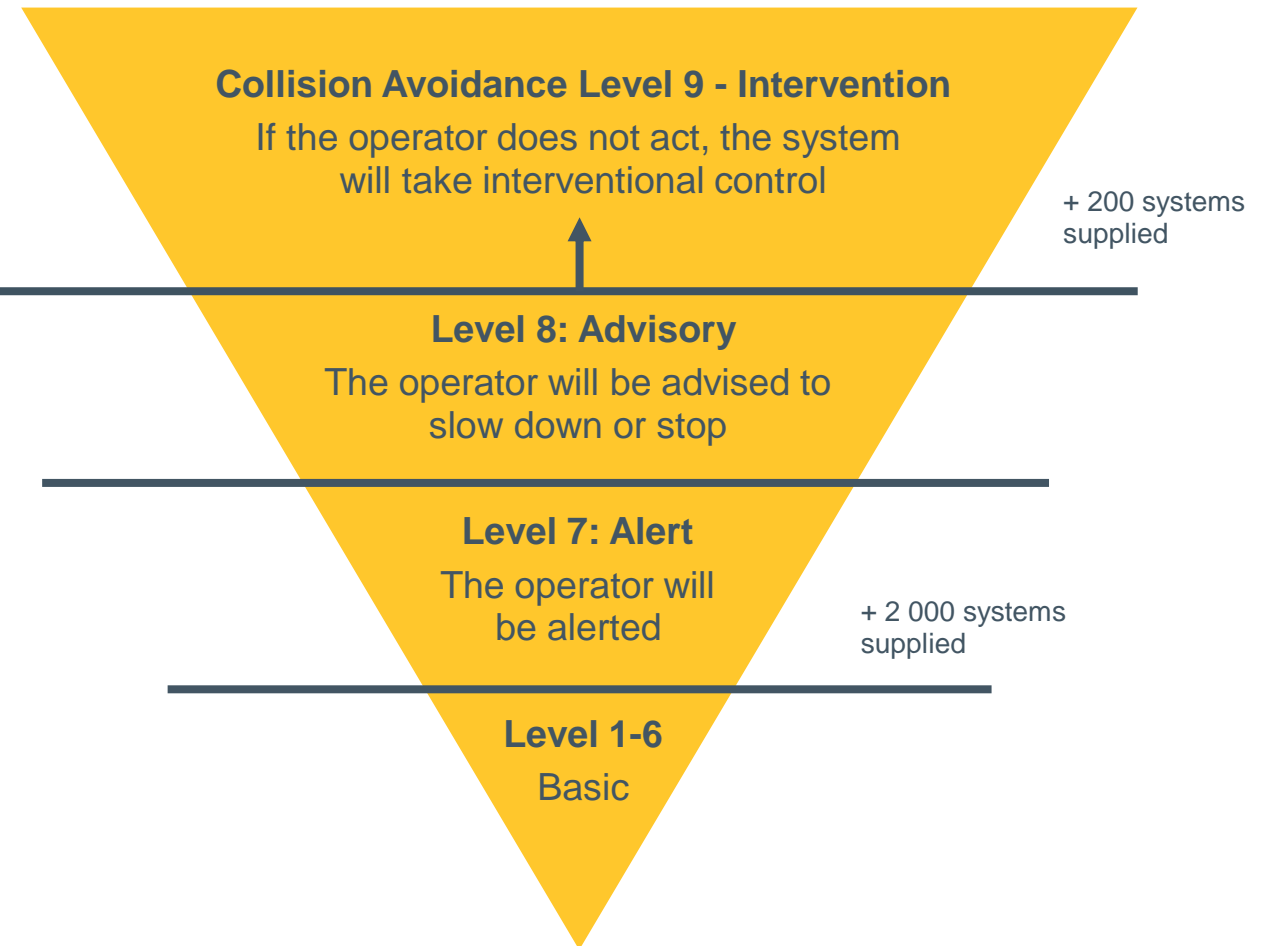 Collision Avoidance Level 9 - Intervention
If the operator does not act, the system
will take interventional control
+ 200 systems
supplied
Level 8: Advisory
The operator will be advised to
slow down or stop
Level 7: Alert
The operator will
be alerted
+ 2 000 systems
supplied
Level 1-6
Basic